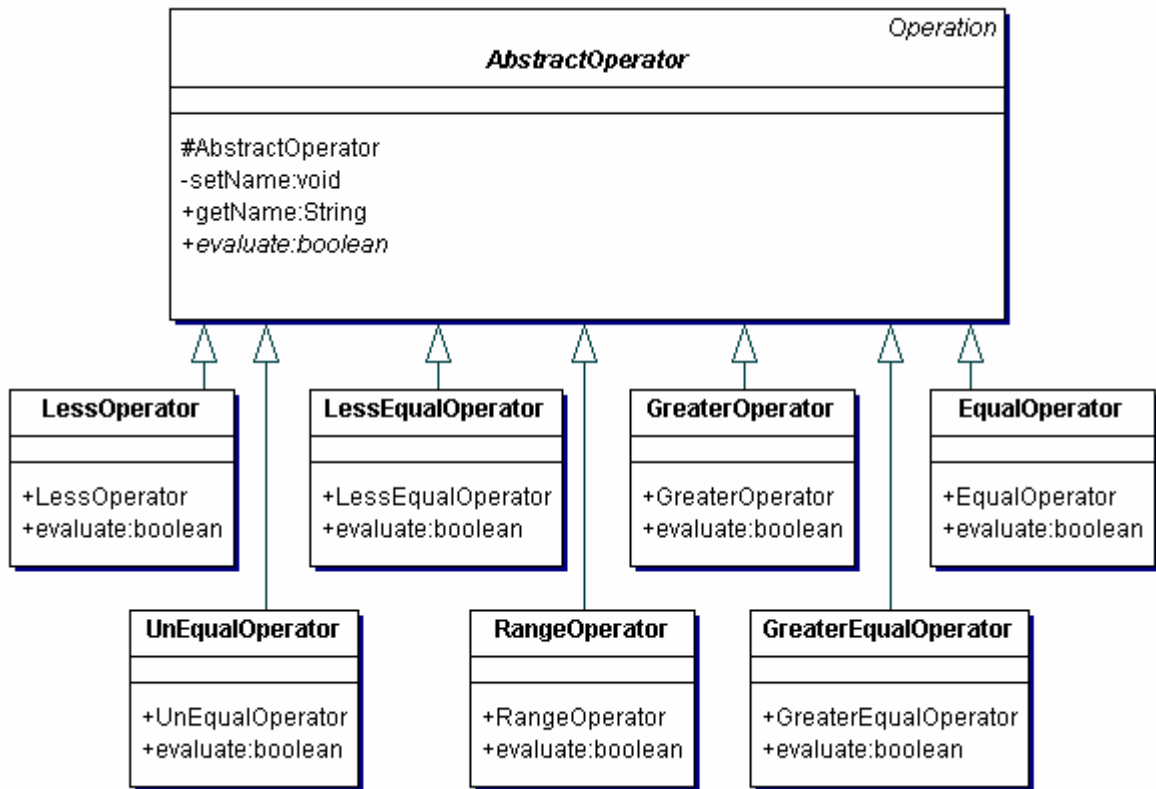 Operation
AbstractOperator
#AbstractOperator
-setName:void
+getName:String
+evaluate:boolean
LessOperator
+LessOperator
+evaluate:boolean
LessEqualOperator
+LessEqualOperator
+evaluate:boolean
GreaterOperator
+GreaterOperator
+evaluate:boolean
EqualOperator
+EqualOperator
+evaluate:boolean
UnEqualOperator
+UnEqualOperator
+evaluate:boolean
RangeOperator
+RangeOperator
+evaluate:boolean
GreaterEqualOperator
+GreaterEqualOperator
+evaluate:boolean